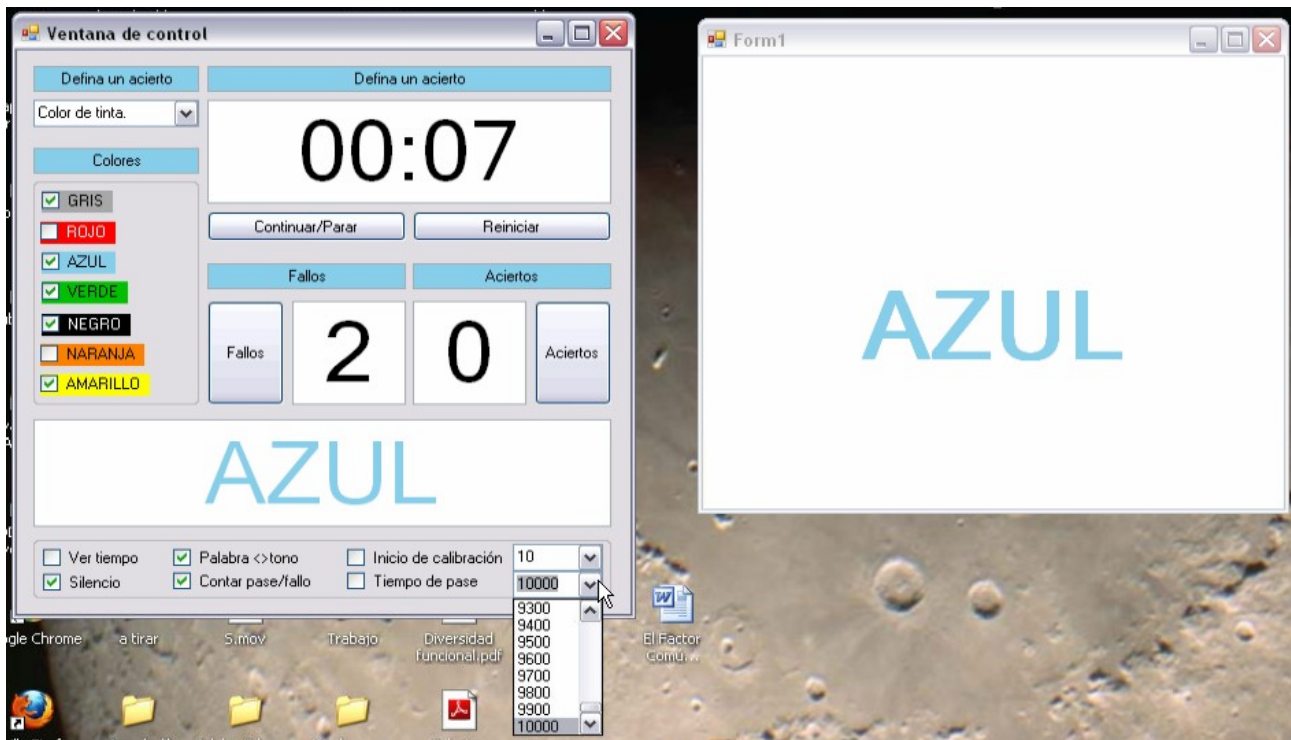 Ventana de control
Defina un acierto
Defina un acierto
Color de tinta.
00:07
Colores
GRIS
ROJO
AZUL
VERDE
NEGRO
NARANJA
AMARILLO
Continuar/Parar
Reiniciar
Fallos
Aciertos
Fallos
2
0
Aciertos
AZUL
Ver tiempo
Palabra <>tono
Inicio de calibración
10
Silencio
Contar pase/fallo
Tiempo de pase
10000
9300
9400
9500
9600
9700
9800
9900
10000
Form1
AZUL
gle Chrome
a tirar
S.mov
Trabajo
Diversidad
funcional.pdf
El Factor